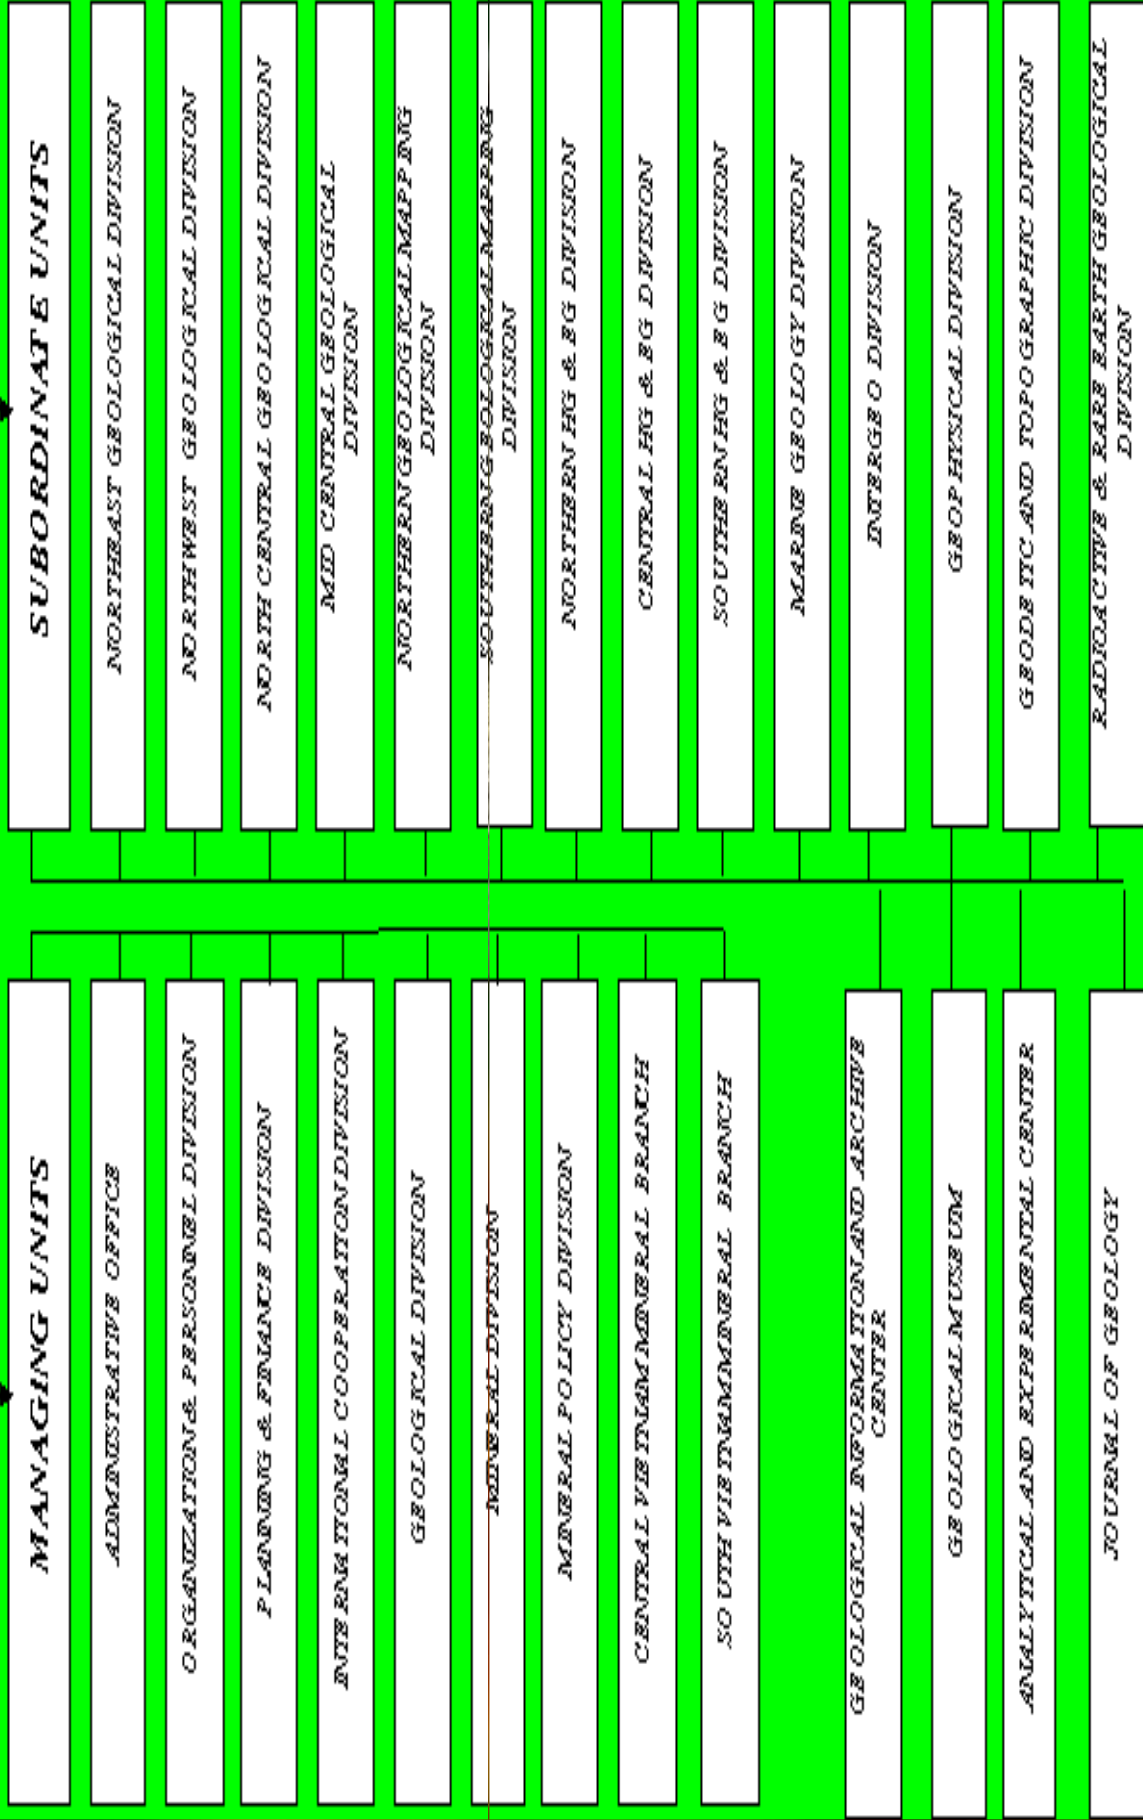 MANAGING UNITS
ADMINISTRATIVE OFFICE
ORGANIZATION & PERSONNEL DIVISION
PLANNING & FINANCE DIVISION
INTERNATIONAL COOPERATION DIVISION
GEOLOGICAL DIVISION
MINERAL DIVISION
MINERAL POLICY DIVISION
CENTRAL VIETNAM MINERAL BRANCH
SOUTH VIETNAM MINERAL BRANCH
GEOLOGICAL INFORMATION AND ARCHIVE
CENTER
GEOLOGICAL MUSEUM
ANALYTICAL AND EXPERIMENTAL CENTER
JOURNAL OF GEOLOGY
SUBORDINATE UNITS
NORTHEAST GEOLOGICAL DIVISION
NORTHWEST GEOLOGICAL DIVISION
NORTH CENTRAL GEOLOGICAL DIVISION
MID CENTRAL GEOLOGICAL
DIVISION
NORTHERN GEOLOGICAL MAPPING
DIVISION
SOUTHERN GEOLOGICAL MAPPING
DIVISION
NORTHERN HG & EG DIVISION
CENTRAL HG & EG DIVISION
SOUTHERN HG & EG DIVISION
MARINE GEOLOGY DIVISION
INTERGEO DIVISION
GEOPHYSICAL DIVISION
GEODETIC AND TOPOGRAPHIC DIVISION
RADIOACTIVE & RARE EARTH GEOLOGICAL
DIVISION